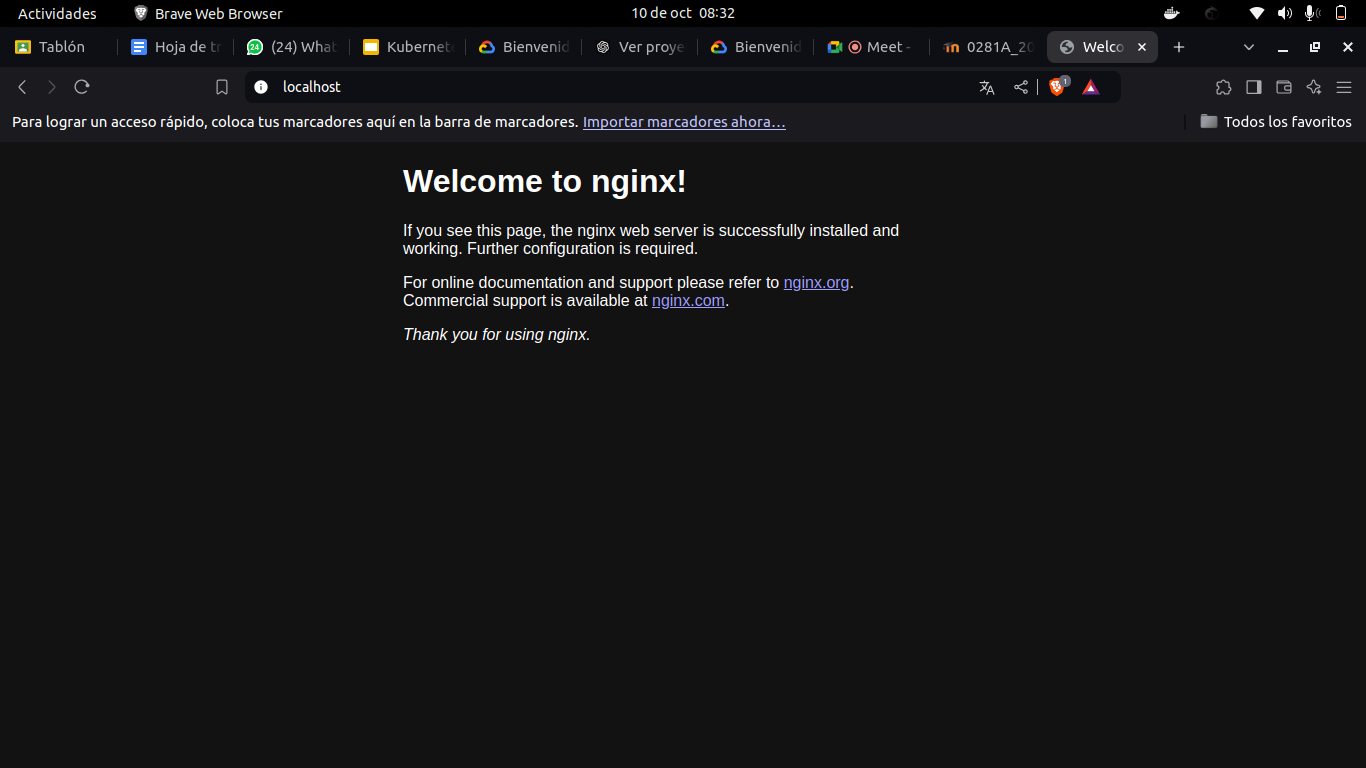 Actividades Brave Web Browser 10 de oct 08:32
Tablón Hoja de tr (24) What Kubernete Bienvenid Ver proye Bienvenid Meet - 0281A_20 Welco
localhost 1
Para lograr un acceso rápido, coloca tus marcadores aquí en la barra de marcadores. Importar marcadores ahora… Todos los favoritos
Welcome to nginx!
If you see this page, the nginx web server is successfully installed and
working. Further configuration is required.
For online documentation and support please refer to nginx.org.
Commercial support is available at nginx.com.
Thank you for using nginx.